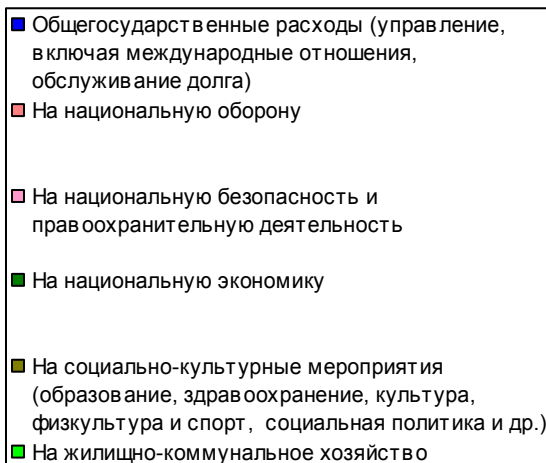 Общегосударственные расходы (управление,
включая международные отношения,
обслуживание долга)
На национальную оборону
На национальную безопасность и
правоохранительную деятельность
На национальную экономику
На социально-культурные мероприятия
(образование, здравоохранение, культура,
физкультура и спорт, социальная политика и др.)
На жилищно-коммунальное хозяйство